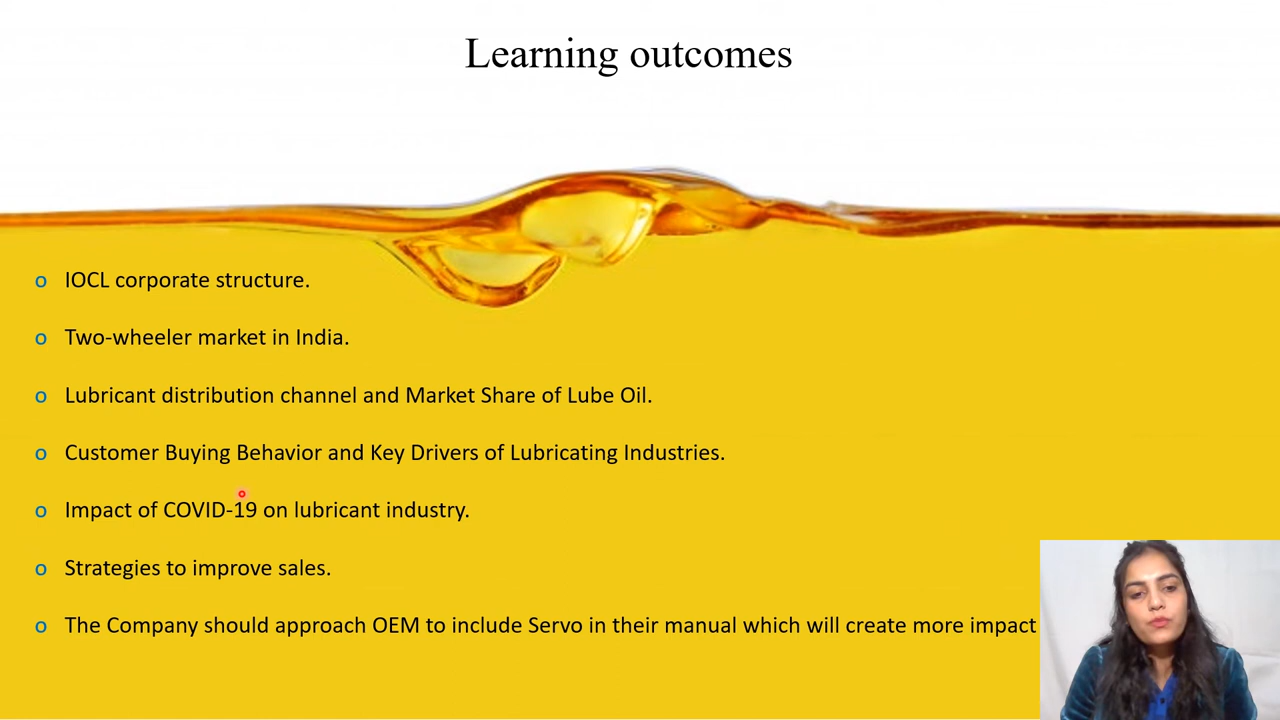 Learning outcomes
o IOCL corporate structure.
o Two-wheeler market in India.
o Lubricant distribution channel and Market Share of Lube Oil.
o Customer Buying Behavior and Key Drivers of Lubricating Industries.
o Impact of COVID-19 on lubricant industry.
o Strategies to improve sales.
o The Company should approach OEM to include Servo in their manual which will create more impact